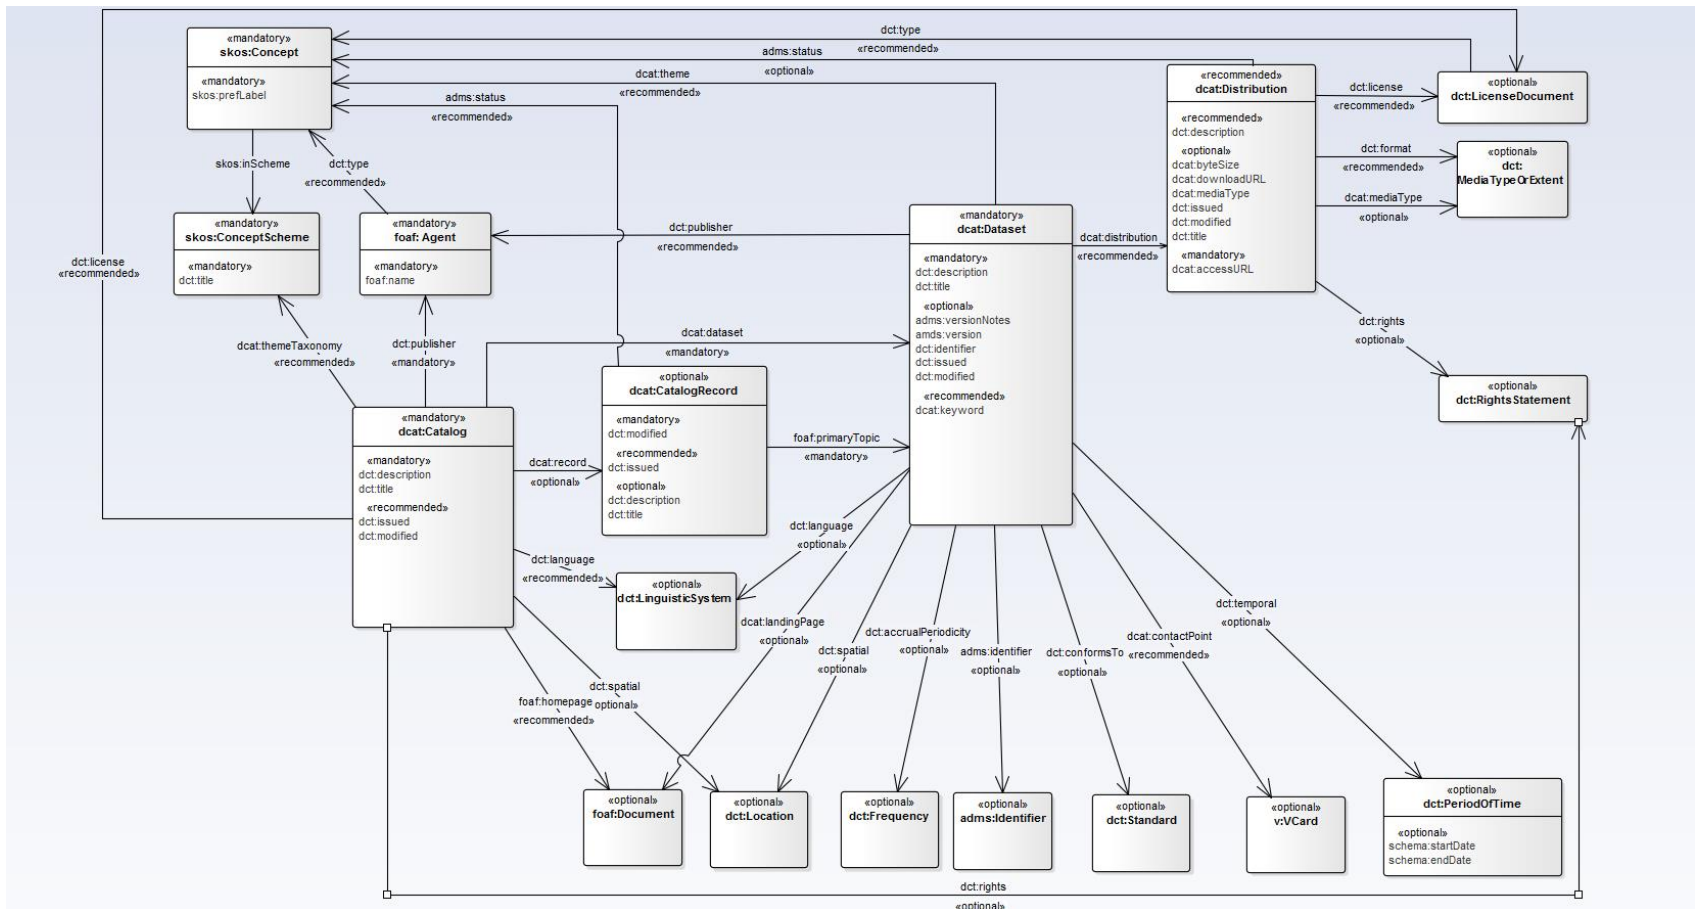 «mandatory»
skos:Concept
«mandatory»
skos:prefLabel
dct:type
«recommended»
adms:status
«optional»
dcat:theme
«recommended»
adms:status
«recommended»
«recommended»
dcat:Distribution
«recommended»
dct:description
«optional»
dcat:byteSize
dcat:downloadURL
dcat:mediaType
dct:issued
dct:modified
dct:title
«mandatory»
dcat:accessURL
dct:license
«recommended»
«optional»
dct:LicenseDocument
dct:format
«recommended»
dcat:mediaType
«optional»
«optional»
dct:
MediaTypeOrExtent
skos:inScheme
dct:type
«recommended»
«mandatory»
skos:ConceptScheme
«mandatory»
dct:title
«mandatory»
foaf: Agent
«mandatory»
foaf:name
dct:publisher
«recommended»
«mandatory»
dcat:Dataset
«mandatory»
dct:description
dct:title
«optional»
adms:versionNotes
amds:version
dct:identifier
dct:issued
dct:modified
«recommended»
dcat:keyword
dcat:distribution
«recommended»
dct:license
«recommended»
dct:rights
«optional»
«optional»
dct:RightsStatement
dcat:themeTaxonomy
«recommended»
dct:publisher
«mandatory»
dcat:dataset
«mandatory»
«optional»
dcat:CatalogRecord
«mandatory»
dct:modified
«recommended»
dct:issued
«optional»
dct:description
dct:title
«mandatory»
dcat:Catalog
«mandatory»
dct:description
dct:title
«recommended»
dct:issued
dct:modified
dcat:record
«optional»
foaf:primaryTopic
«mandatory»
dct:language
«recommended»
dct:language
«optional»
«optional»
dct:LinguisticSystem
dcat:landingPage
«optional»
dct:spatial
«optional»
dct:accrualPeriodicity
«optional»
adms:identifier
«optional»
dct:conformsTo
«optional»
dcat:contactPoint
«recommended»
dct:temporal
«optional»
dct:spatial
optional»
foaf:homepage
«recommended»
«optional»
foaf:Document
«optional»
dct:Location
«optional»
dct:Frequency
«optional»
adms:Identifier
«optional»
dct:Standard
«optional»
v:VCard
«optional»
dct:PeriodOfTime
«optional»
schema:startDate
schema:endDate
dct:rights
«optional»